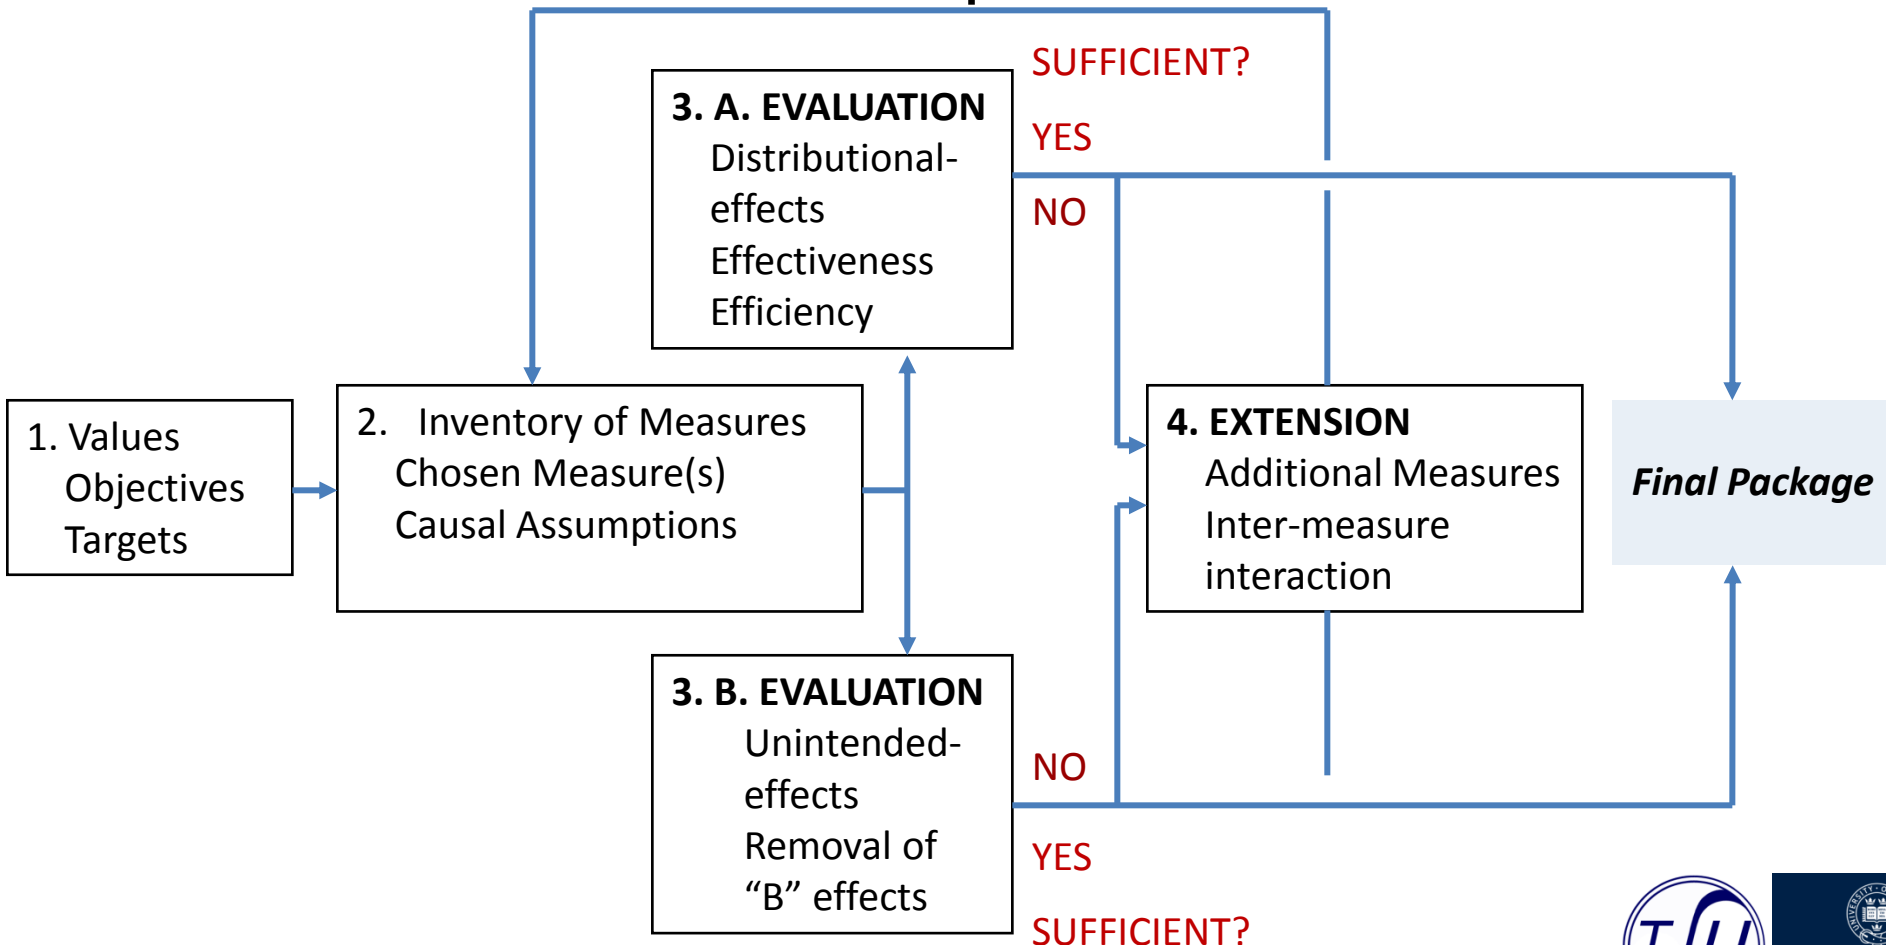 SUFFICIENT?
3. A. EVALUATION
Distributional-
effects
Effectiveness
Efficiency
YES
NO
1. Values
Objectives
Targets
2. Inventory of Measures
Chosen Measure(s)
Causal Assumptions
4. EXTENSION
Additional Measures
Inter-measure
interaction
Final Package
3. B. EVALUATION
Unintended-
effects
Removal of
“B” effects
NO
YES
SUFFICIENT?